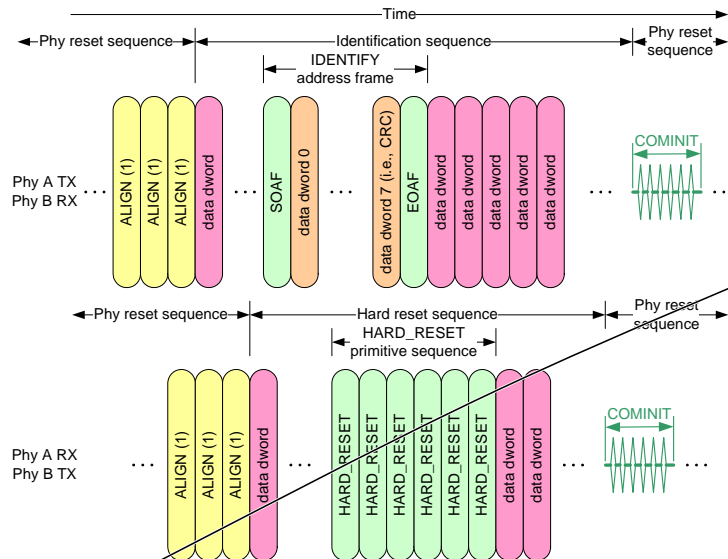 Time
Phy reset sequence
Identification sequence
Phy reset
sequence
IDENTIFY
address frame
Phy A TX
Phy B RX
...
ALIGN (1)
ALIGN (1)
ALIGN (1)
data dword
...
SOAF
data dword 0
...
data dword 7 (i.e., CRC)
EOAF
data dword
data dword
data dword
data dword
data dword
...
COMINIT
...
Phy reset sequence
Hard reset sequence
Phy reset
sequence
HARD_RESET
primitive sequence
Phy A RX
Phy B TX
...
ALIGN (1)
ALIGN (1)
ALIGN (1)
data dword
...
HARD_RESET
HARD_RESET
HARD_RESET
HARD_RESET
HARD_RESET
HARD_RESET
data dword
data dword
...
COMINIT
...